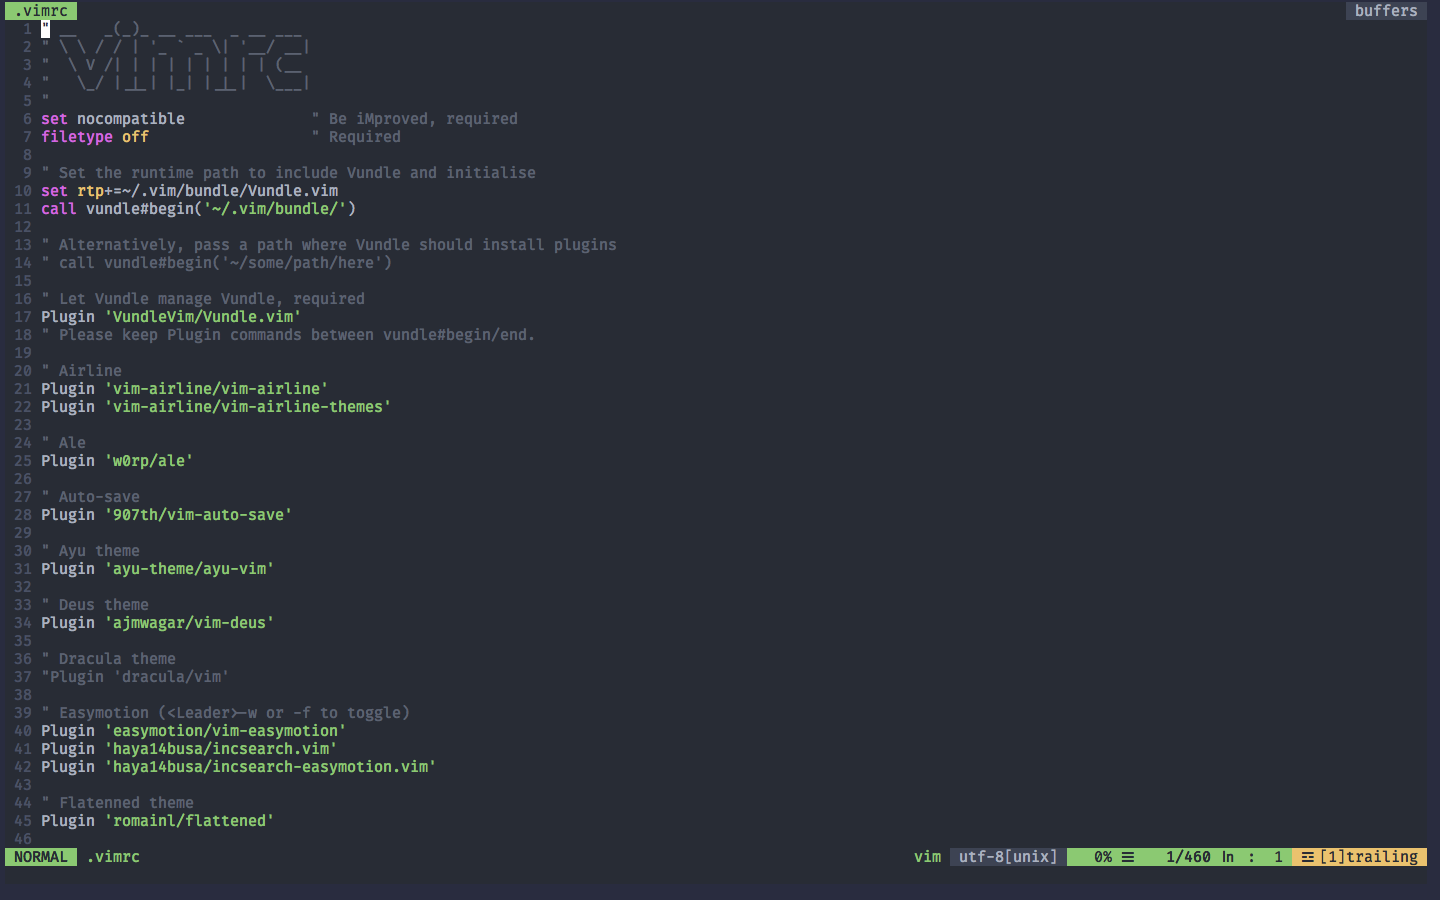 .vimrc buffers
1 " __   _(_)_ __ ___  _ __ ___
2 " \ \ / / | '_ ` _ \| '__/ __|
3 "  \ V /| | | | | | | | | (__
4 "   \_/ |_|_| |_| |_|_|  \___|
5 "
6 set nocompatible              " Be iMproved, required
7 filetype off                  " Required
8
9 " Set the runtime path to include Vundle and initialise
10 set rtp+=~/.vim/bundle/Vundle.vim
11 call vundle#begin('~/.vim/bundle/')
12
13 " Alternatively, pass a path where Vundle should install plugins
14 " call vundle#begin('~/some/path/here')
15
16 " Let Vundle manage Vundle, required
17 Plugin 'VundleVim/Vundle.vim'
18 " Please keep Plugin commands between vundle#begin/end.
19
20 " Airline
21 Plugin 'vim-airline/vim-airline'
22 Plugin 'vim-airline/vim-airline-themes'
23
24 " Ale
25 Plugin 'w0rp/ale'
26
27 " Auto-save
28 Plugin '907th/vim-auto-save'
29
30 " Ayu theme
31 Plugin 'ayu-theme/ayu-vim'
32
33 " Deus theme
34 Plugin 'ajmwagar/vim-deus'
35
36 " Dracula theme
37 "Plugin 'dracula/vim'
38
39 " Easymotion (<Leader>-w or -f to toggle)
40 Plugin 'easymotion/vim-easymotion'
41 Plugin 'haya14busa/incsearch.vim'
42 Plugin 'haya14busa/incsearch-easymotion.vim'
43
44 " Flatenned theme
45 Plugin 'romainl/flattened'
46
NORMAL .vimrc vim utf-8[unix] 0% ☰ 1/460 ln : 1 ☲ [1]trailing